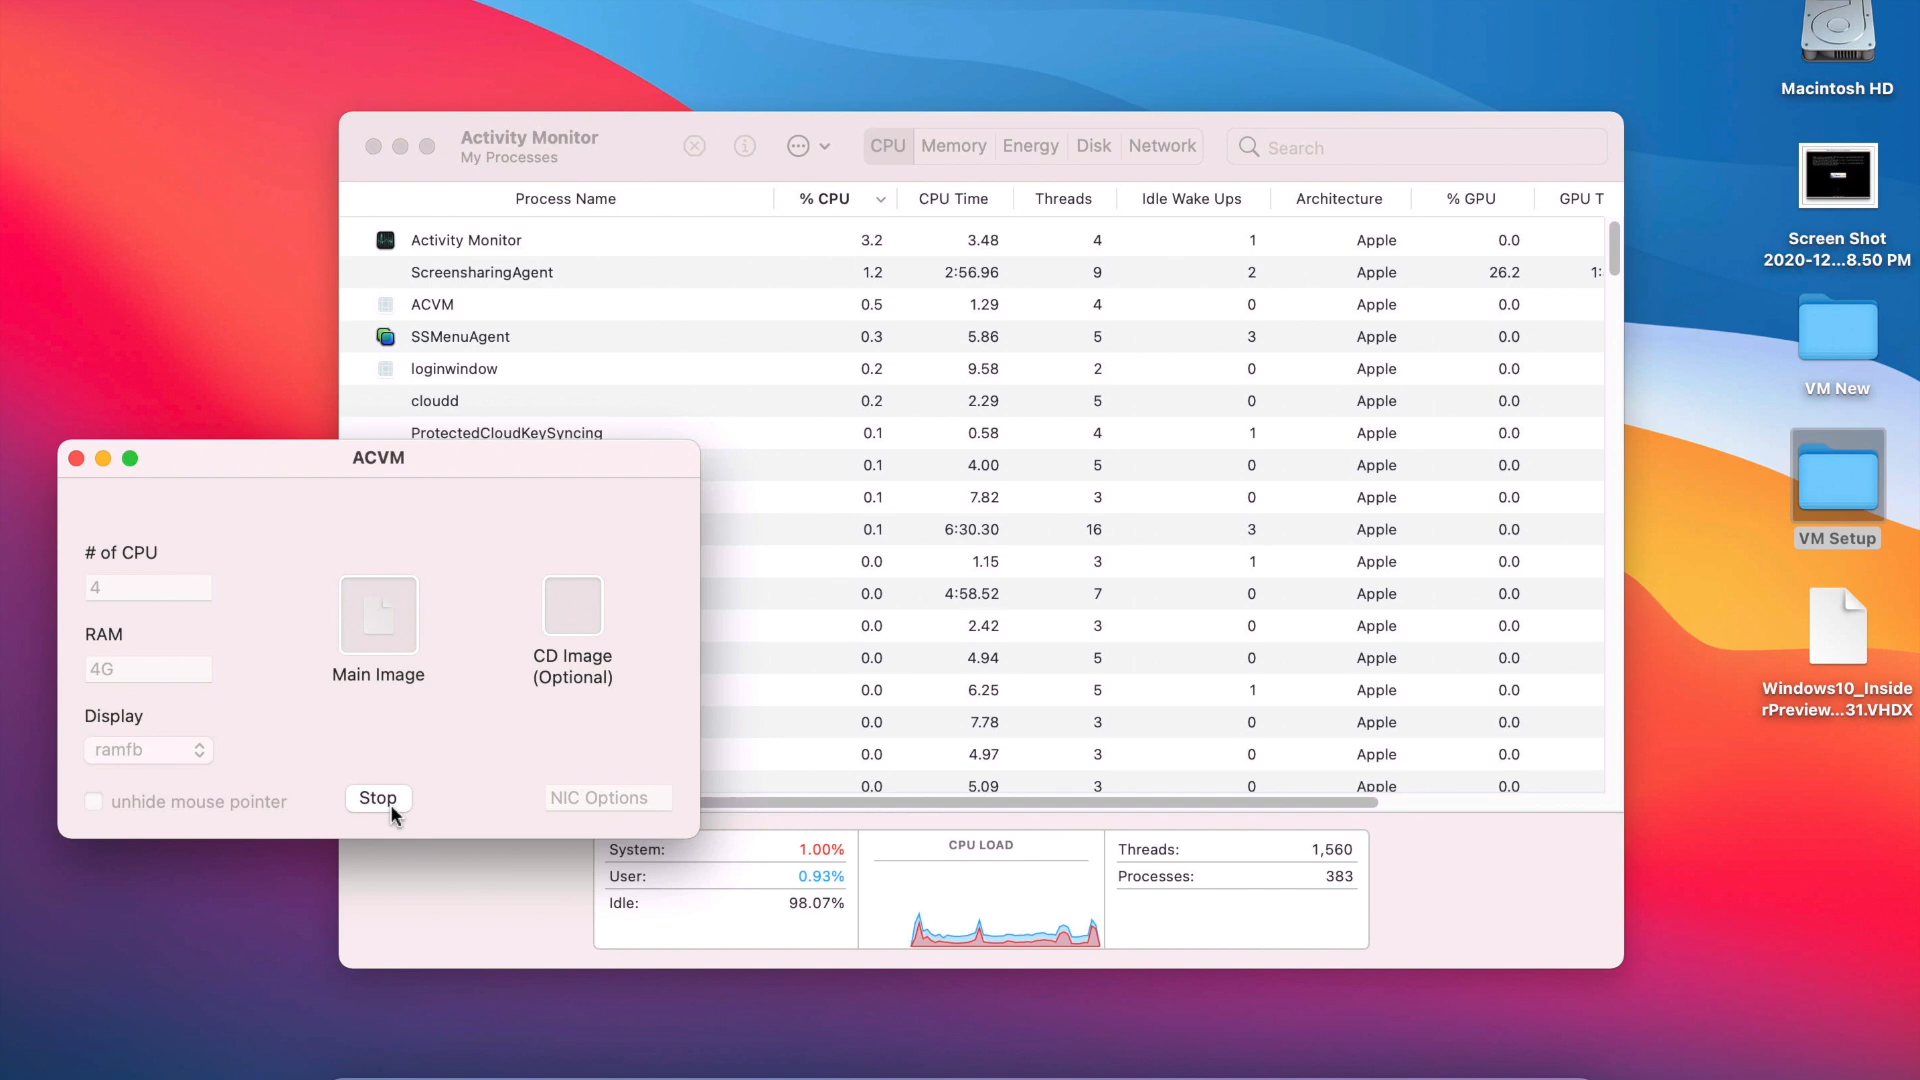 Activity Monitor
My Processes
CPU Memory Energy Disk Network
Search
Process Name % CPU CPU Time Threads Idle Wake Ups Architecture % GPU GPU T
Activity Monitor 3.2 3.48 4 1 Apple 0.0
ScreensharingAgent 1.2 2:56.96 9 2 Apple 26.2 1:
ACVM 0.5 1.29 4 0 Apple 0.0
SSMenuAgent 0.3 5.86 5 3 Apple 0.0
loginwindow 0.2 9.58 2 0 Apple 0.0
cloudd 0.2 2.29 5 0 Apple 0.0
ProtectedCloudKeySyncing 0.1 0.58 4 1 Apple 0.0
0.1 4.00 5 0 Apple 0.0
0.1 7.82 3 0 Apple 0.0
0.1 6:30.30 16 3 Apple 0.0
0.0 1.15 3 1 Apple 0.0
0.0 4:58.52 7 0 Apple 0.0
0.0 2.42 3 0 Apple 0.0
0.0 4.94 5 0 Apple 0.0
0.0 6.25 5 1 Apple 0.0
0.0 7.78 3 0 Apple 0.0
0.0 4.97 3 0 Apple 0.0
0.0 5.09 3 0 Apple 0.0
System: 1.00%
User: 0.93%
Idle: 98.07%
CPU LOAD
Threads: 1,560
Processes: 383
ACVM
# of CPU
4
RAM
4G
Display
ramfb
unhide mouse pointer
Main Image
Stop
CD Image
(Optional)
NIC Options
Macintosh HD
Screen Shot
2020-12...8.50 PM
VM New
VM Setup
Windows10_Inside
rPreview...31.VHDX